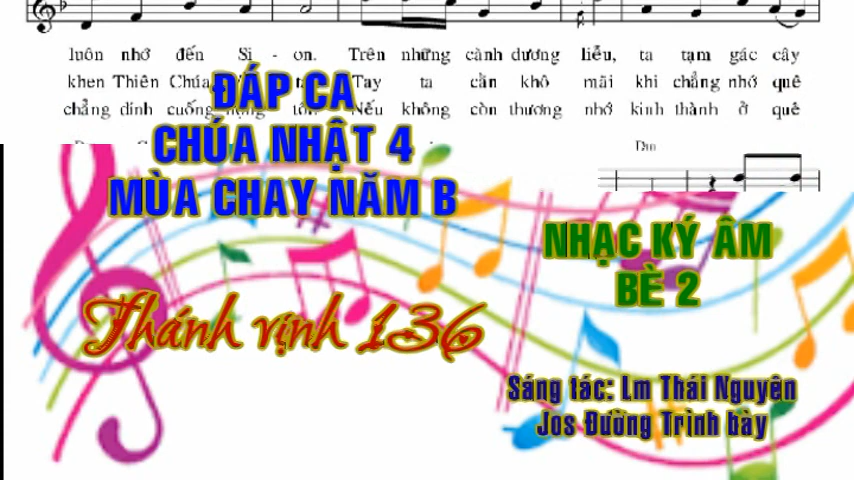 luôn nhớ đến Si - on. Trên những cành dương liễu, ta tạm gác cây
khen Thiên Chúa, ta Tay ta cần khô mãi khi chẳng nhớ quê
chẳng dính cuống họng tôi. Nếu không còn thương nhớ kinh thành ở quê
ĐÁP CA
CHÚA NHẬT 4
MÙA CHAY NĂM B
NHẠC KÝ ÂM
BÈ 2
Thánh vịnh 136
Sáng tác: Lm Thái Nguyên
Jos Đường Trình bày